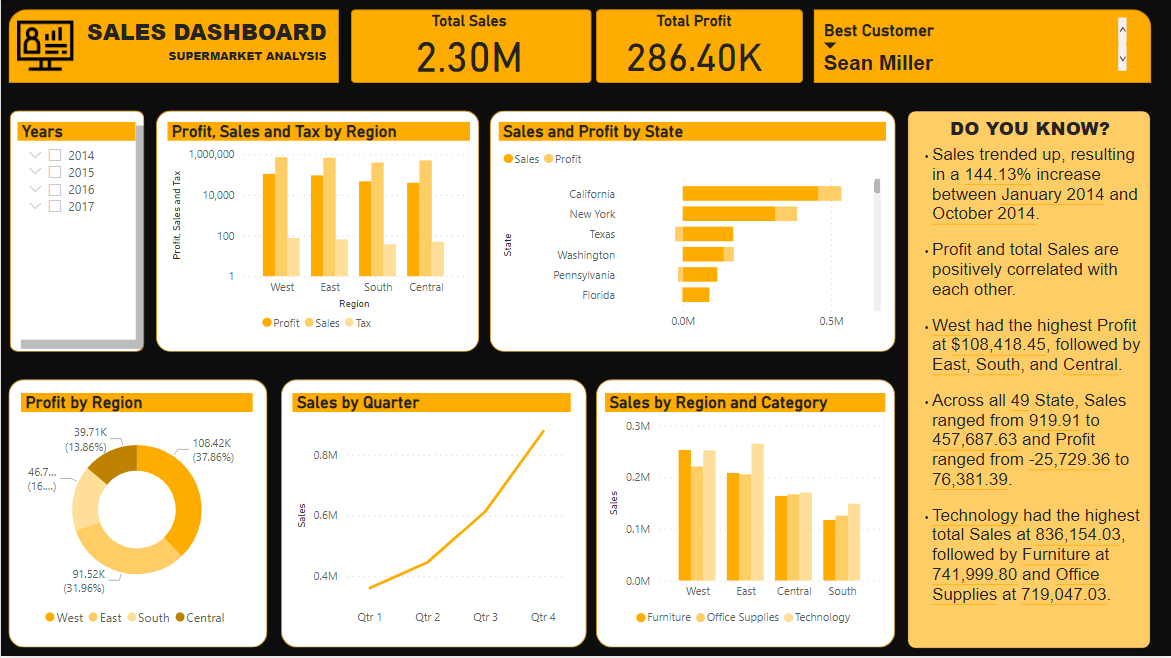 SALES DASHBOARD
SUPERMARKET ANALYSIS
Total Sales
2.30M
Total Profit
286.40K
Best Customer
Sean Miller
Years
2014
2015
2016
2017
Profit, Sales and Tax by Region
Profit, Sales and Tax
1,000,000
10,000
100
1
West East South Central
Region
Profit Sales Tax
Sales and Profit by State
Sales Profit
State
California
New York
Texas
Washington
Pennsylvania
Florida
0.0M 0.5M
DO YOU KNOW?
• Sales trended up, resulting
in a 144.13% increase
between January 2014 and
October 2014.
• Profit and total Sales are
positively correlated with
each other.
• West had the highest Profit
at $108,418.45, followed by
East, South, and Central.
• Across all 49 State, Sales
ranged from 919.91 to
457,687.63 and Profit
ranged from -25,729.36 to
76,381.39.
• Technology had the highest
total Sales at 836,154.03,
followed by Furniture at
741,999.80 and Office
Supplies at 719,047.03.
Profit by Region
39.71K
(13.86%)
108.42K
(37.86%)
46.7...
(16....)
91.52K
(31.96%)
West East South Central
Sales by Quarter
Sales
0.8M
0.6M
0.4M
Qtr 1 Qtr 2 Qtr 3 Qtr 4
Sales by Region and Category
Sales
0.3M
0.2M
0.1M
0.0M
West East Central South
Furniture Office Supplies Technology